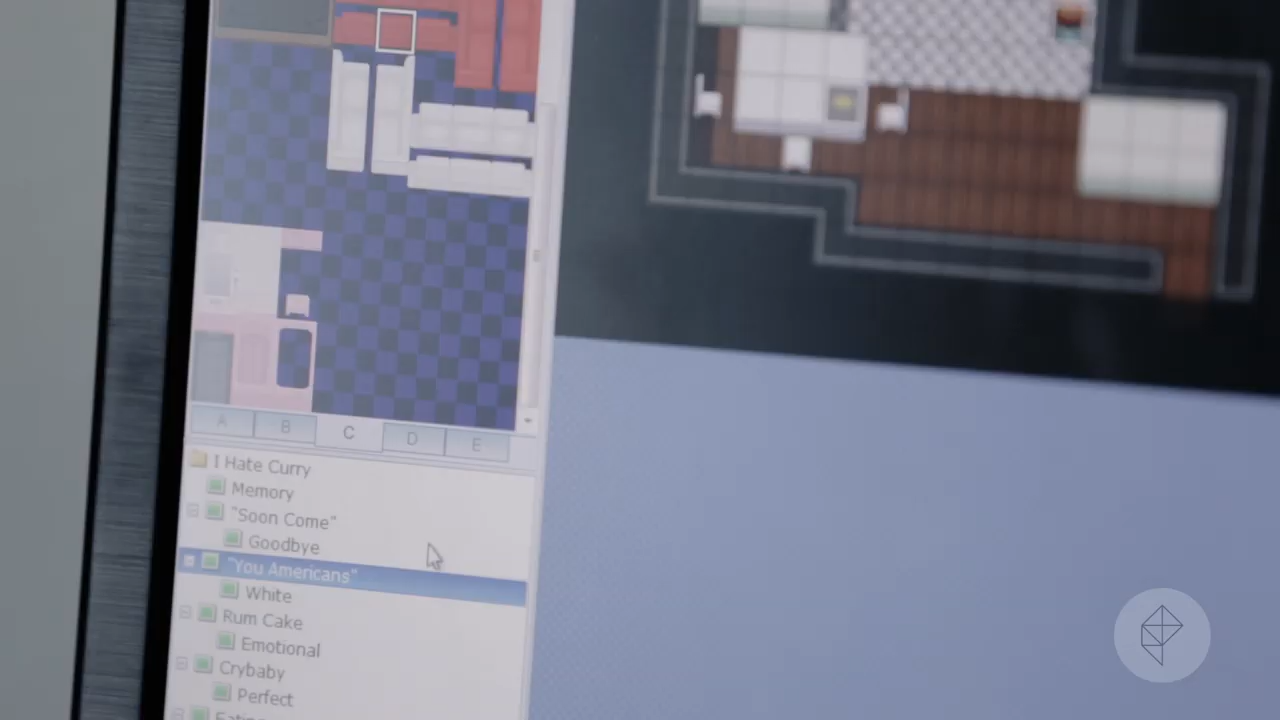 A B C D E
I Hate Curry
Memory
"Soon Come"
Goodbye
"You Americans"
White
Rum Cake
Emotional
Crybaby
Perfect